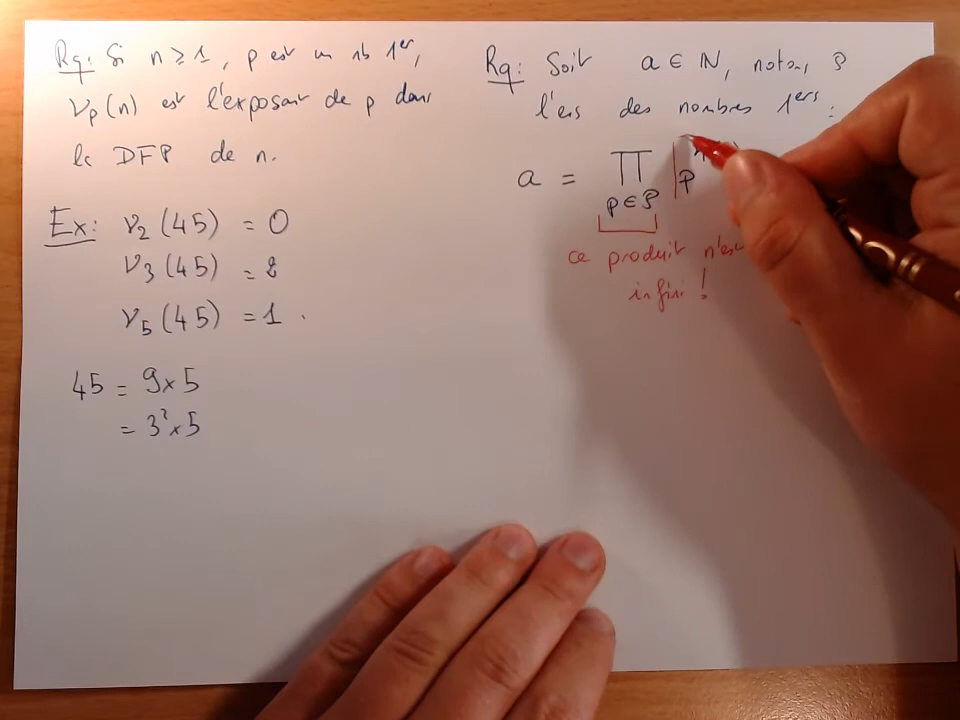 Rq: Si n ≥ 1, p est un nb 1er,
νp(n) est l'exposant de p dans
la DFP de n.
Ex: ν2(45) = 0
ν3(45) = 2
ν5(45) = 1.
45 = 9 × 5
= 3² × 5
Rq: Soit a ∈ ℕ, notons P
l'ens des nombres 1ers:
a = ∏ p
p ∈ P
ce produit n'est
infini!